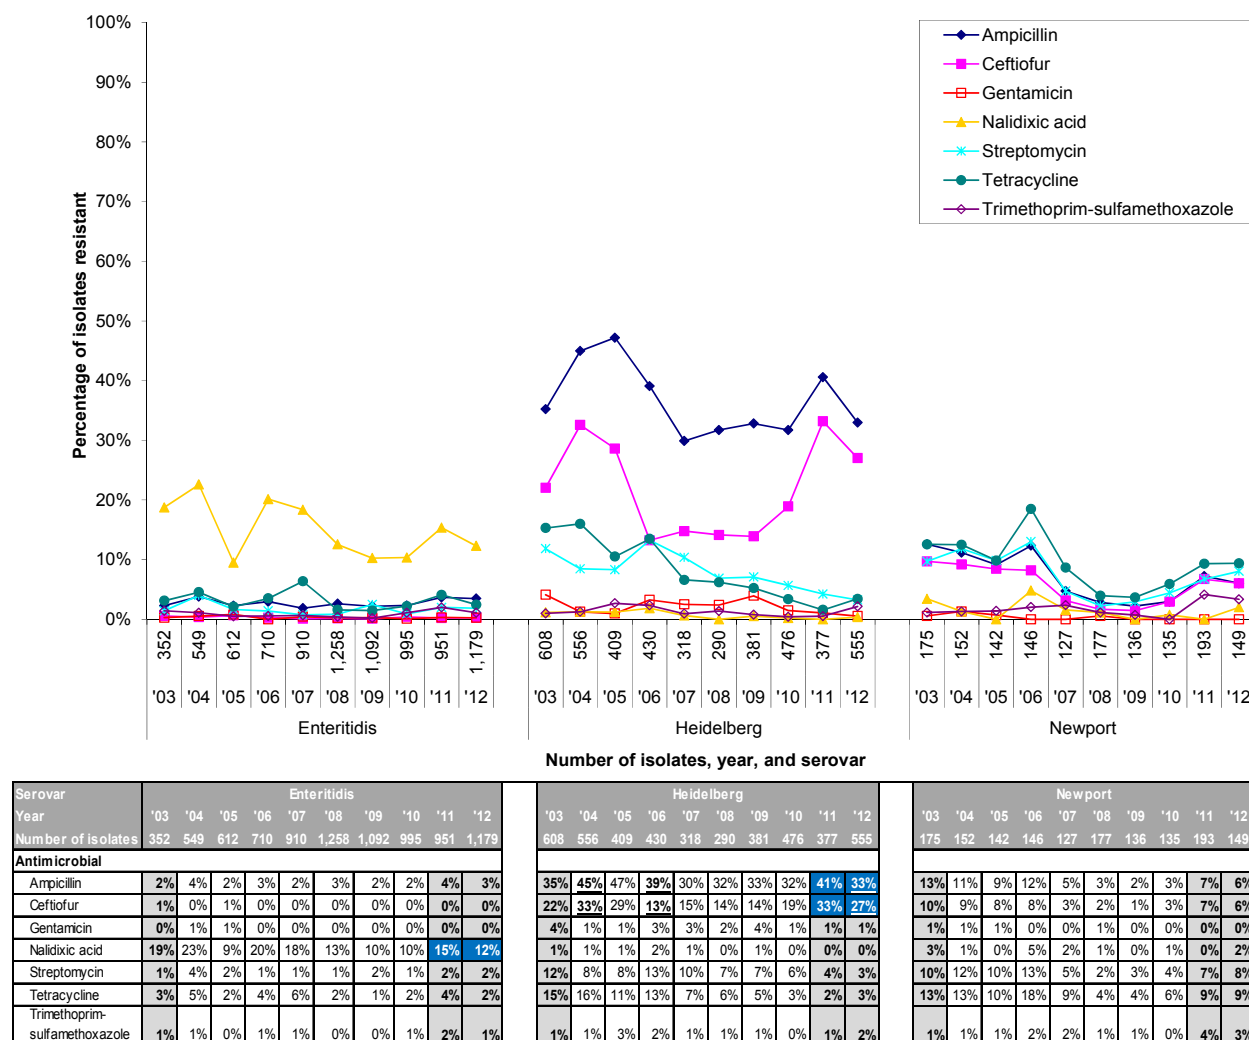 100%
90%
80%
70%
60%
50%
40%
30%
20%
10%
0%
Percentage of isolates resistant
Ampicillin
Ceftiofur
Gentamicin
Nalidixic acid
Streptomycin
Tetracycline
Trimethoprim-sulfamethoxazole
352 549 612 710 910 1,258 1,092 995 951 1,179 608 556 409 430 318 290 381 476 377 555 175 152 142 146 127 177 136 135 193 149
'03 '04 '05 '06 '07 '08 '09 '10 '11 '12 '03 '04 '05 '06 '07 '08 '09 '10 '11 '12 '03 '04 '05 '06 '07 '08 '09 '10 '11 '12
Enteritidis Heidelberg Newport
Number of isolates, year, and serovar
Serovar Enteritidis Heidelberg Newport
Year '03 '04 '05 '06 '07 '08 '09 '10 '11 '12 '03 '04 '05 '06 '07 '08 '09 '10 '11 '12 '03 '04 '05 '06 '07 '08 '09 '10 '11 '12
Number of isolates 352 549 612 710 910 1,258 1,092 995 951 1,179 608 556 409 430 318 290 381 476 377 555 175 152 142 146 127 177 136 135 193 149
Antimicrobial
Ampicillin 2% 4% 2% 3% 2% 3% 2% 2% 4% 3% 35% 45% 47% 39% 30% 32% 33% 32% 41% 33% 13% 11% 9% 12% 5% 3% 2% 3% 7% 6%
Ceftiofur 1% 0% 1% 0% 0% 0% 0% 0% 0% 0% 22% 33% 29% 13% 15% 14% 14% 19% 33% 27% 10% 9% 8% 8% 3% 2% 1% 3% 7% 6%
Gentamicin 0% 1% 1% 0% 0% 0% 0% 0% 0% 0% 4% 1% 1% 3% 3% 2% 4% 1% 1% 1% 1% 1% 1% 0% 0% 1% 0% 0% 0% 0%
Nalidixic acid 19% 23% 9% 20% 18% 13% 10% 10% 15% 12% 1% 1% 1% 2% 1% 0% 1% 0% 0% 0% 3% 1% 0% 5% 2% 1% 0% 1% 0% 2%
Streptomycin 1% 4% 2% 1% 1% 1% 2% 1% 2% 2% 12% 8% 8% 13% 10% 7% 7% 6% 4% 3% 10% 12% 10% 13% 5% 2% 3% 4% 7% 8%
Tetracycline 3% 5% 2% 4% 6% 2% 1% 2% 4% 2% 15% 16% 11% 13% 7% 6% 5% 3% 2% 3% 13% 13% 10% 18% 9% 4% 4% 6% 9% 9%
Trimethoprim-
sulfamethoxazole 1% 1% 0% 1% 1% 0% 0% 1% 2% 1% 1% 1% 3% 2% 1% 1% 1% 0% 1% 2% 1% 1% 1% 2% 2% 1% 1% 0% 4% 3%